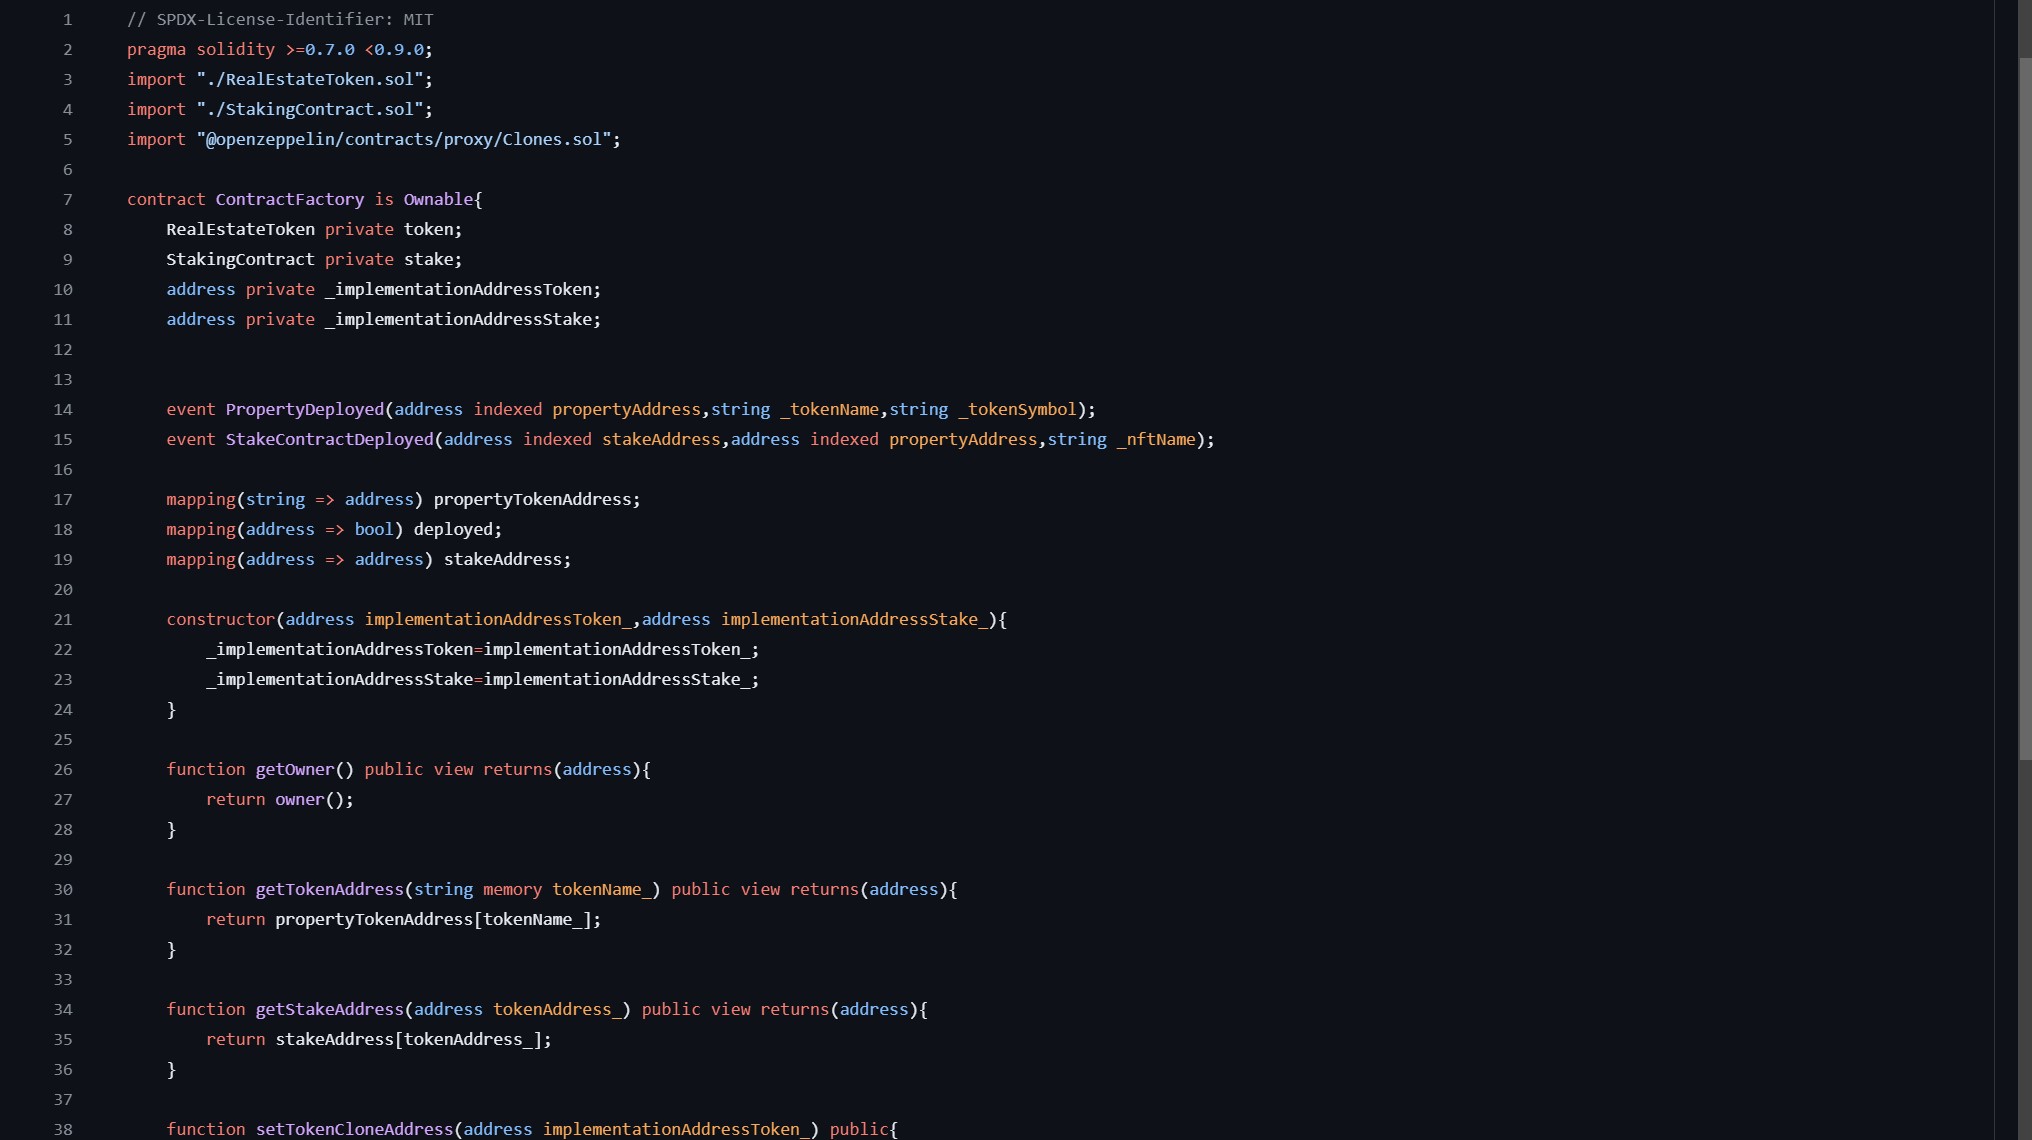 1 // SPDX-License-Identifier: MIT
2 pragma solidity >=0.7.0 <0.9.0;
3 import "./RealEstateToken.sol";
4 import "./StakingContract.sol";
5 import "@openzeppelin/contracts/proxy/Clones.sol";
6
7 contract ContractFactory is Ownable{
8 RealEstateToken private token;
9 StakingContract private stake;
10 address private _implementationAddressToken;
11 address private _implementationAddressStake;
12
13
14 event PropertyDeployed(address indexed propertyAddress,string _tokenName,string _tokenSymbol);
15 event StakeContractDeployed(address indexed stakeAddress,address indexed propertyAddress,string _nftName);
16
17 mapping(string => address) propertyTokenAddress;
18 mapping(address => bool) deployed;
19 mapping(address => address) stakeAddress;
20
21 constructor(address implementationAddressToken_,address implementationAddressStake_){
22 _implementationAddressToken=implementationAddressToken_;
23 _implementationAddressStake=implementationAddressStake_;
24 }
25
26 function getOwner() public view returns(address){
27 return owner();
28 }
29
30 function getTokenAddress(string memory tokenName_) public view returns(address){
31 return propertyTokenAddress[tokenName_];
32 }
33
34 function getStakeAddress(address tokenAddress_) public view returns(address){
35 return stakeAddress[tokenAddress_];
36 }
37
38 function setTokenCloneAddress(address implementationAddressToken_) public{